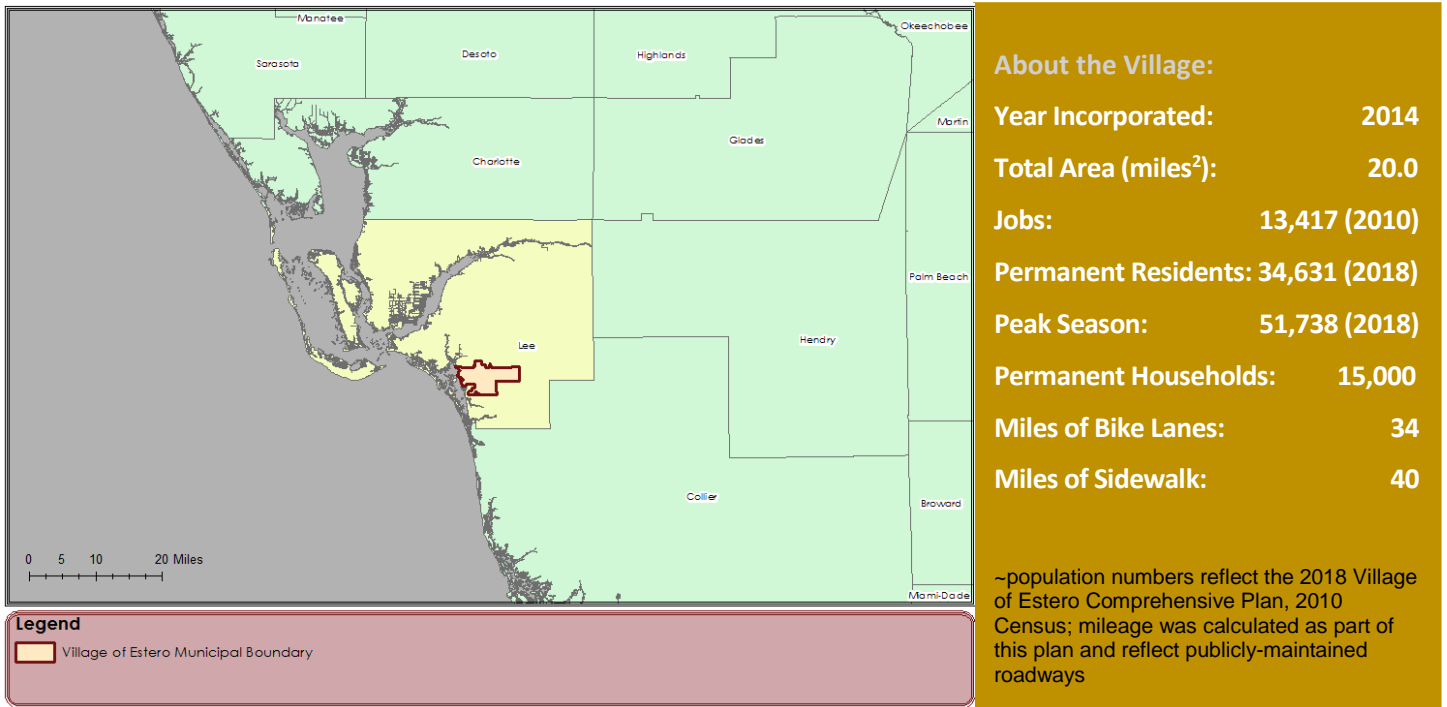 Manatee
Okeechobee
Desoto
Highlands
Sarasota
Martin
Glades
Charlotte
Palm Beach
Lee
Hendry
Collier
Broward
Miami-Dade
0 5 10 20 Miles
Legend
Village of Estero Municipal Boundary
About the Village:
Year Incorporated: 2014
Total Area (miles²): 20.0
Jobs: 13,417 (2010)
Permanent Residents: 34,631 (2018)
Peak Season: 51,738 (2018)
Permanent Households: 15,000
Miles of Bike Lanes: 34
Miles of Sidewalk: 40
~population numbers reflect the 2018 Village
of Estero Comprehensive Plan, 2010
Census; mileage was calculated as part of
this plan and reflect publicly-maintained
roadways